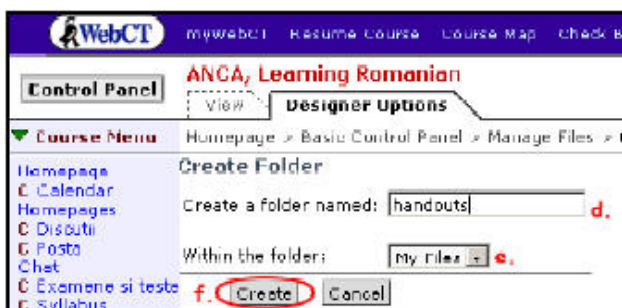 WebCT myWebCT Resume Course Course Map Check B
Control Panel
ANCA, Learning Romanian
View Designer Options
Course Menu
Homepage > Basic Control Panel > Manage Files >
Create Folder
Homepage
C Calendar
Homepages
C Discutii
C Posta
Chat
C Examene si teste
C Sillabus
Create a folder named: handouts d.
Within the folder: My Files e.
f. Create Cancel